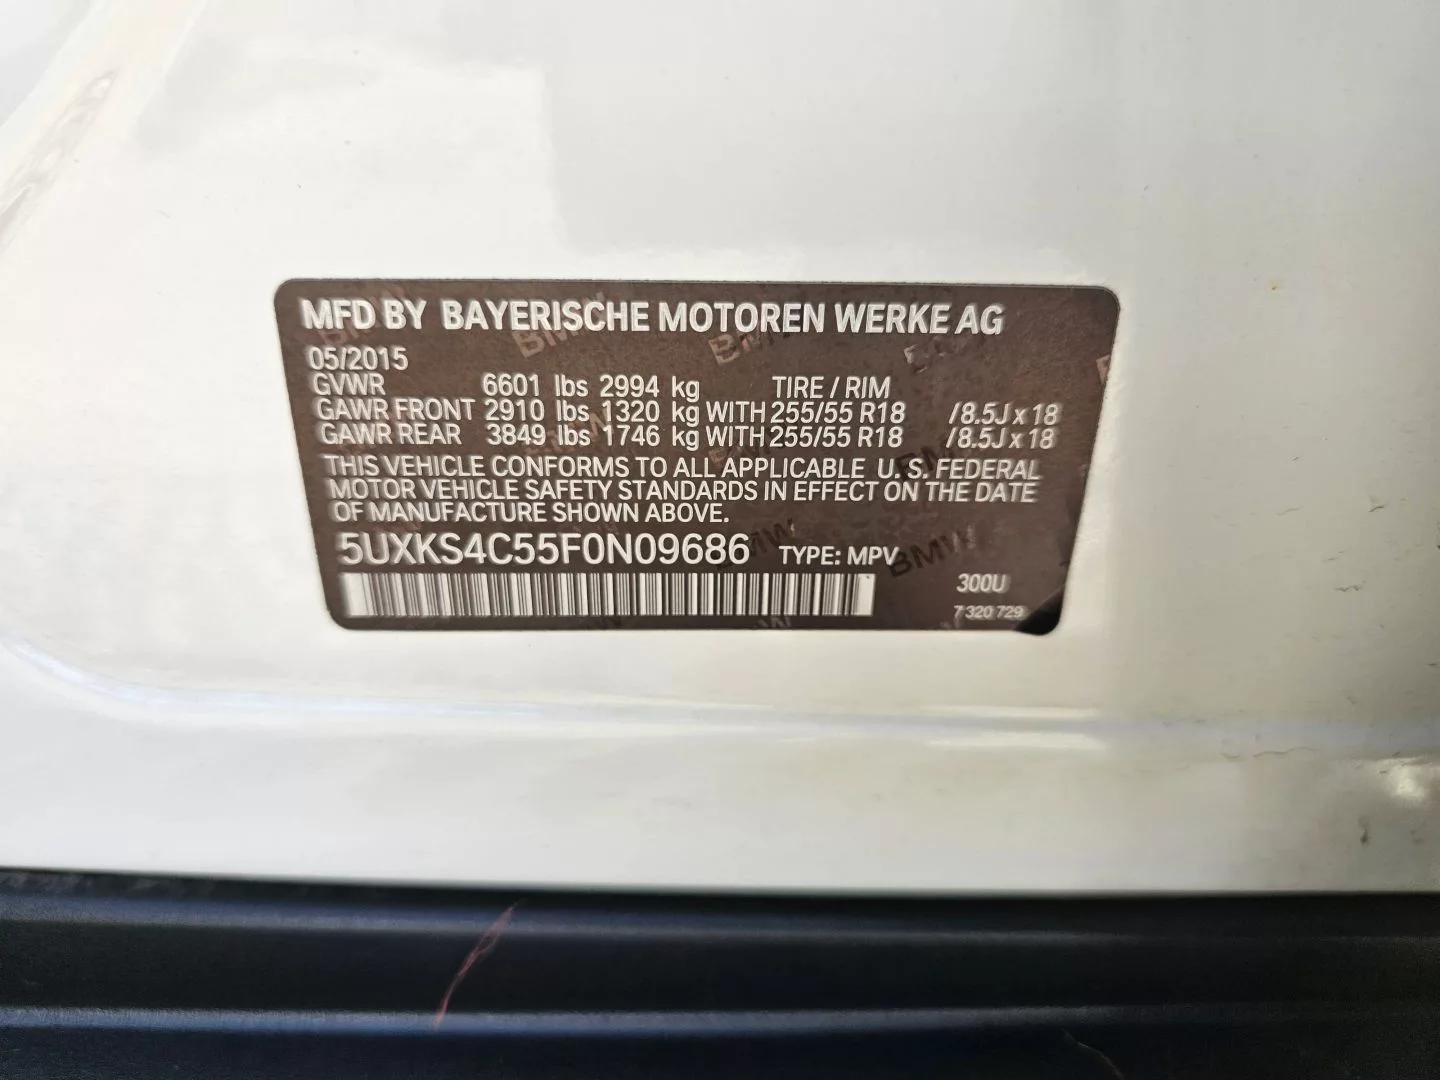 MFD BY BAYERISCHE MOTOREN WERKE AG
05/2015
GVWR 6601 lbs 2994 kg TIRE / RIM
GAWR FRONT 2910 lbs 1320 kg WITH 255/55 R18 /8.5J x 18
GAWR REAR 3849 lbs 1746 kg WITH 255/55 R18 /8.5J x 18
THIS VEHICLE CONFORMS TO ALL APPLICABLE U. S. FEDERAL
MOTOR VEHICLE SAFETY STANDARDS IN EFFECT ON THE DATE
OF MANUFACTURE SHOWN ABOVE.
5UXKS4C55F0N09686 TYPE: MPV
300U
7 320 729